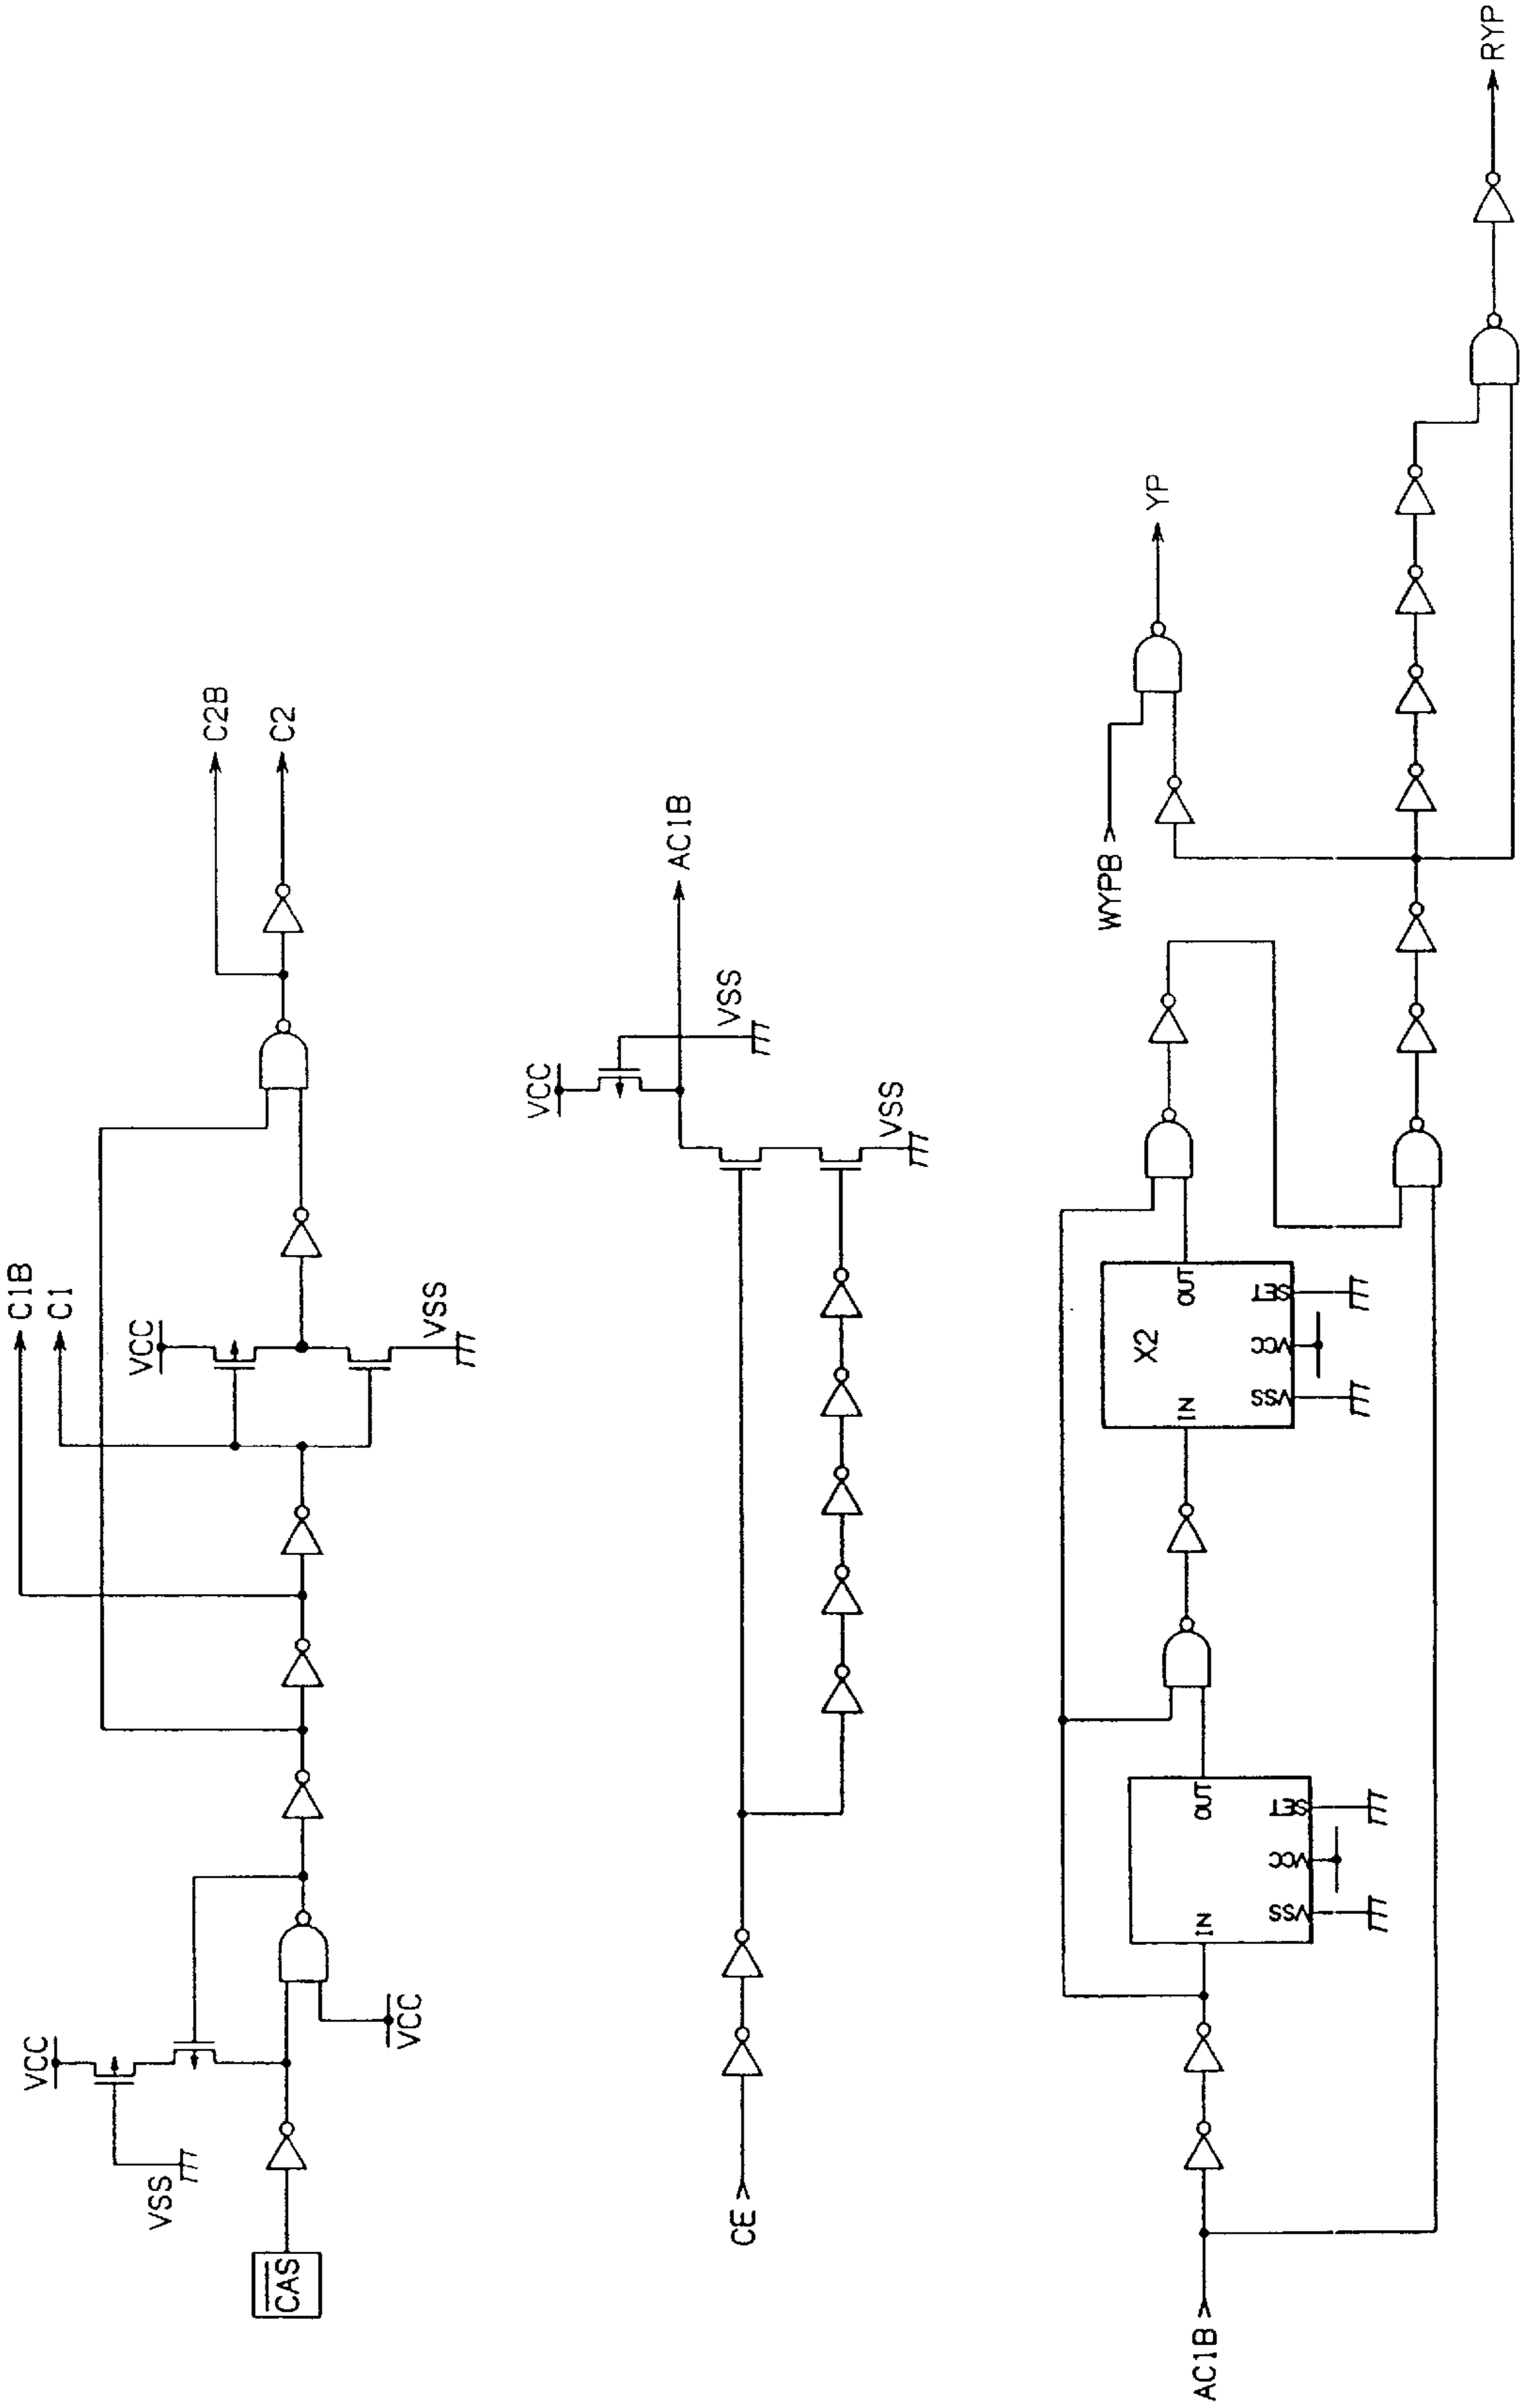 C1B
C1
C2B
C2
VCC
VSS
VCC
VSS
VCC
CAS
AC1B
VCC
VSS
VSS
CE
RYP
YP
WYPB
X2
IN
OUT
VSS
VCC
SET
IN
OUT
VSS
VCC
SET
AC1B